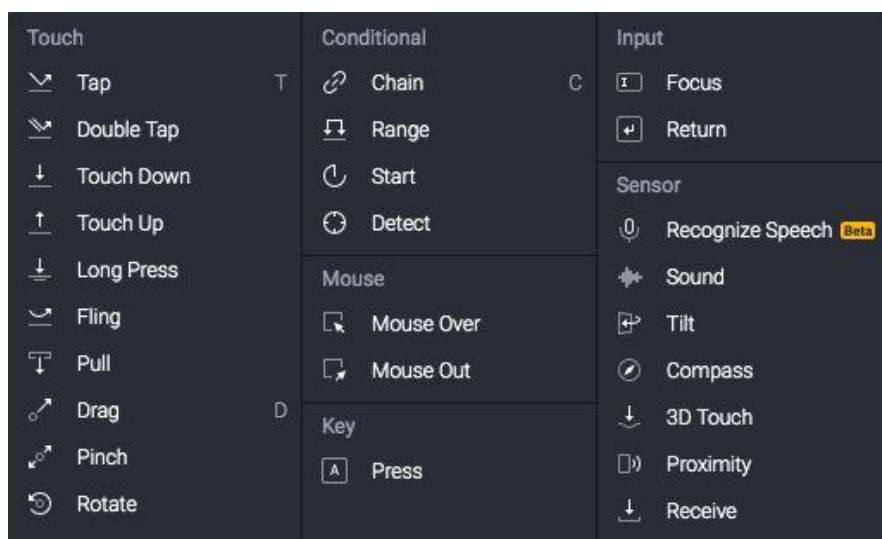 Touch
Tap T
Double Tap
Touch Down
Touch Up
Long Press
Fling
Pull
Drag D
Pinch
Rotate
Conditional
Chain C
Range
Start
Detect
Mouse
Mouse Over
Mouse Out
Key
A Press
Input
Focus
Return
Sensor
Recognize Speech Beta
Sound
Tilt
Compass
3D Touch
Proximity
Receive